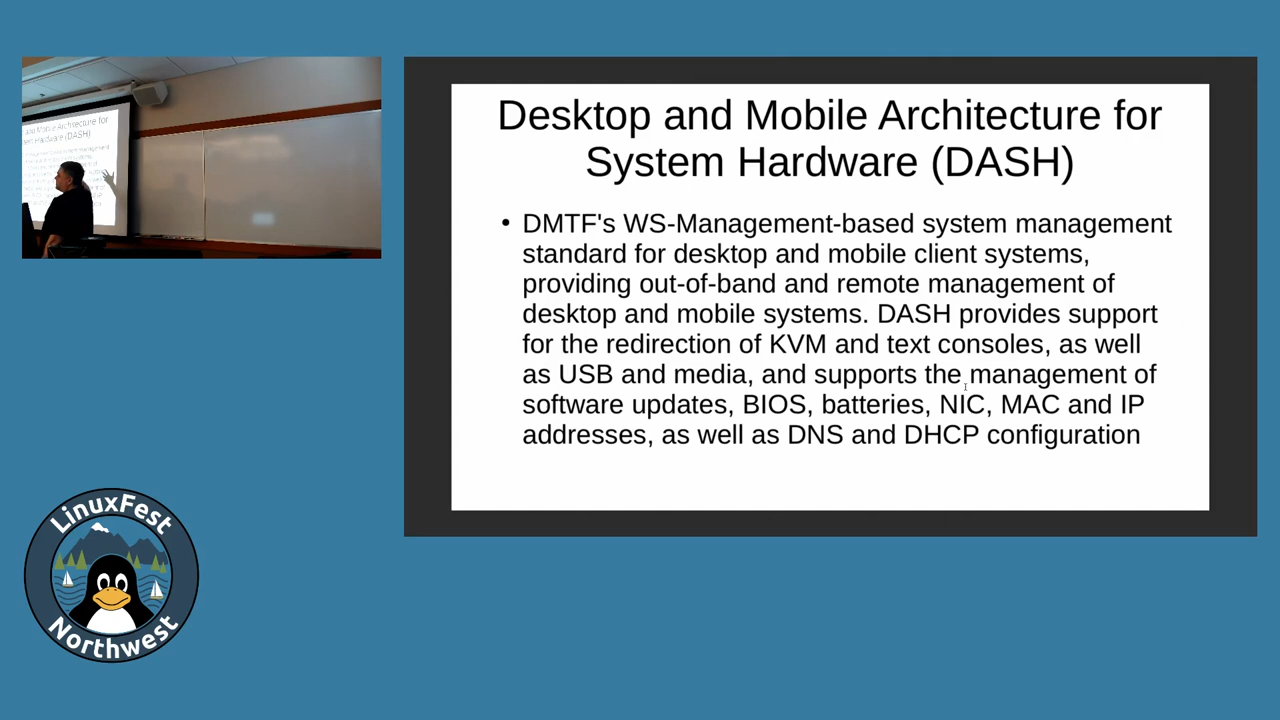 Desktop and Mobile Architecture for
System Hardware (DASH)
• DMTF's WS-Management-based system management
standard for desktop and mobile client systems,
providing out-of-band and remote management of
desktop and mobile systems. DASH provides support
for the redirection of KVM and text consoles, as well
as USB and media, and supports the management of
software updates, BIOS, batteries, NIC, MAC and IP
addresses, as well as DNS and DHCP configuration
LinuxFest
Northwest